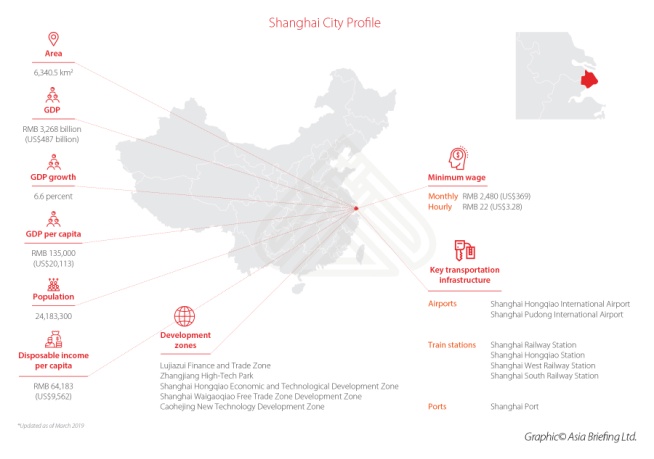 Shanghai City Profile
Area
6,340.5 km²
GDP
RMB 3,268 billion
(US$487 billion)
GDP growth
6.6 percent
GDP per capita
RMB 135,000
(US$20,113)
Population
24,183,300
Disposable income
per capita
RMB 64,183
(US$9,562)
*Updated as of March 2019
Development
zones
Lujiazui Finance and Trade Zone
Zhangjiang High-Tech Park
Shanghai Hongqiao Economic and Technological Development Zone
Shanghai Waigaoqiao Free Trade Zone Development Zone
Caohejing New Technology Development Zone
Minimum wage
Monthly RMB 2,480 (US$369)
Hourly RMB 22 (US$3.28)
Key transportation
infrastructure
Airports Shanghai Hongqiao International Airport
Shanghai Pudong International Airport
Train stations Shanghai Railway Station
Shanghai Hongqiao Station
Shanghai West Railway Station
Shanghai South Railway Station
Ports Shanghai Port
Graphic© Asia Briefing Ltd.